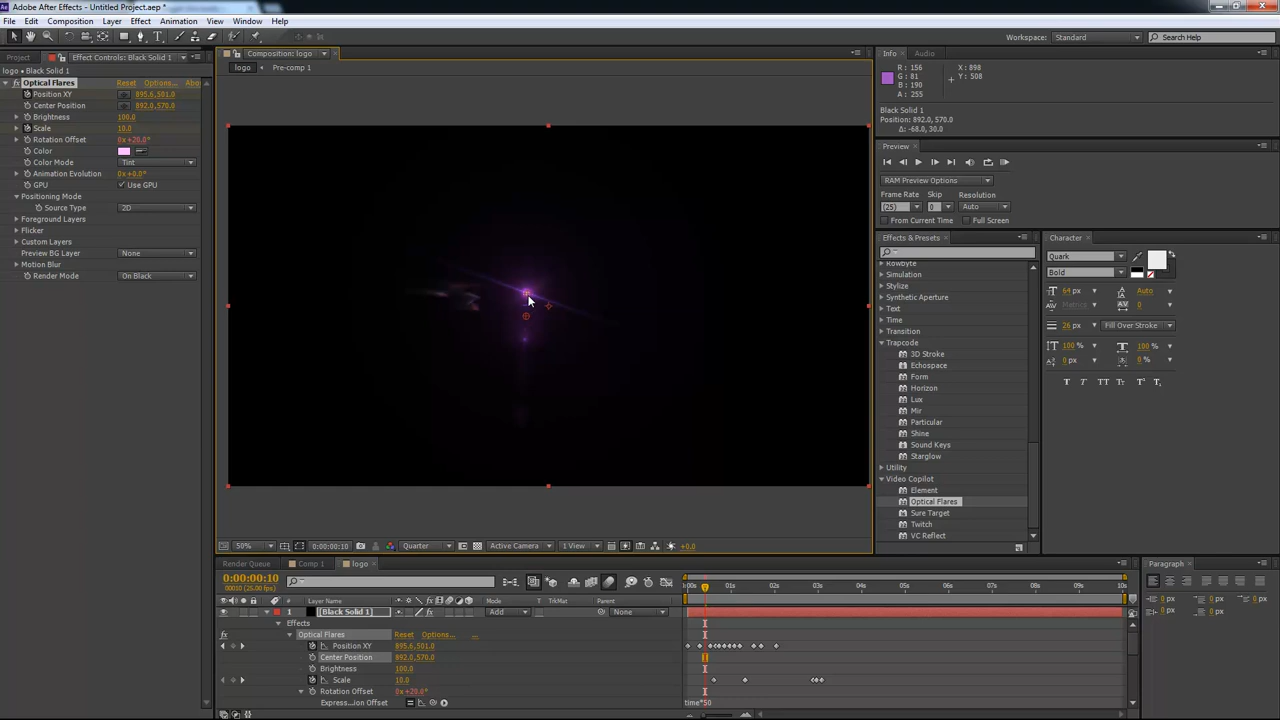 Adobe After Effects - Untitled Project.aep *
File Edit Composition Layer Effect Animation View Window Help
Workspace: Standard Search Help
Project Effect Controls: Black Solid 1
logo • Black Solid 1
Optical Flares Reset Options... Abo
Position XY 895.6,501.0
Center Position 892.0,570.0
Brightness 100.0
Scale 10.0
Rotation Offset 0x+20.0°
Color
Color Mode Tint
Animation Evolution 0x+0.0°
GPU Use GPU
Positioning Mode
Source Type 2D
Foreground Layers
Flicker
Custom Layers
Preview BG Layer None
Motion Blur
Render Mode On Black
Composition: logo
logo Pre-comp 1
50% 0:00:00:10 Quarter Active Camera 1 View +0.0
Info Audio
R: 156 X: 898
G: 81 Y: 508
B: 190
A: 255
Black Solid 1
Position: 892.0, 570.0
Δ: -68.0, 30.0
Preview
RAM Preview Options
Frame Rate Skip Resolution
(25) 0 Auto
From Current Time Full Screen
Effects & Presets
Rowbyte
Simulation
Stylize
Synthetic Aperture
Text
Time
Transition
Trapcode
3D Stroke
Echospace
Form
Horizon
Lux
Mir
Particular
Shine
Sound Keys
Starglow
Utility
Video Copilot
Element
Optical Flares
Sure Target
Twitch
VC Reflect
Character
Quark
Bold
64 px Auto
Metrics 0
26 px Fill Over Stroke
100 % 100 %
0 px 0 %
T T TT Tt T¹ T₁
Render Queue Comp 1 logo
0:00:00:10
00010 (25.00 fps)
:00s 01s 02s 03s 04s 05s 06s 07s 08s 09s 10s
# Layer Name Mode T TrkMat Parent
1 [Black Solid 1] Add None
Effects
Optical Flares Reset Options... ...
Position XY 895.6,501.0
Center Position 892.0,570.0
Brightness 100.0
Scale 10.0
Rotation Offset 0x+20.0°
Express...ion Offset time*50
Paragraph
0 px 0 px 0 px
0 px 0 px